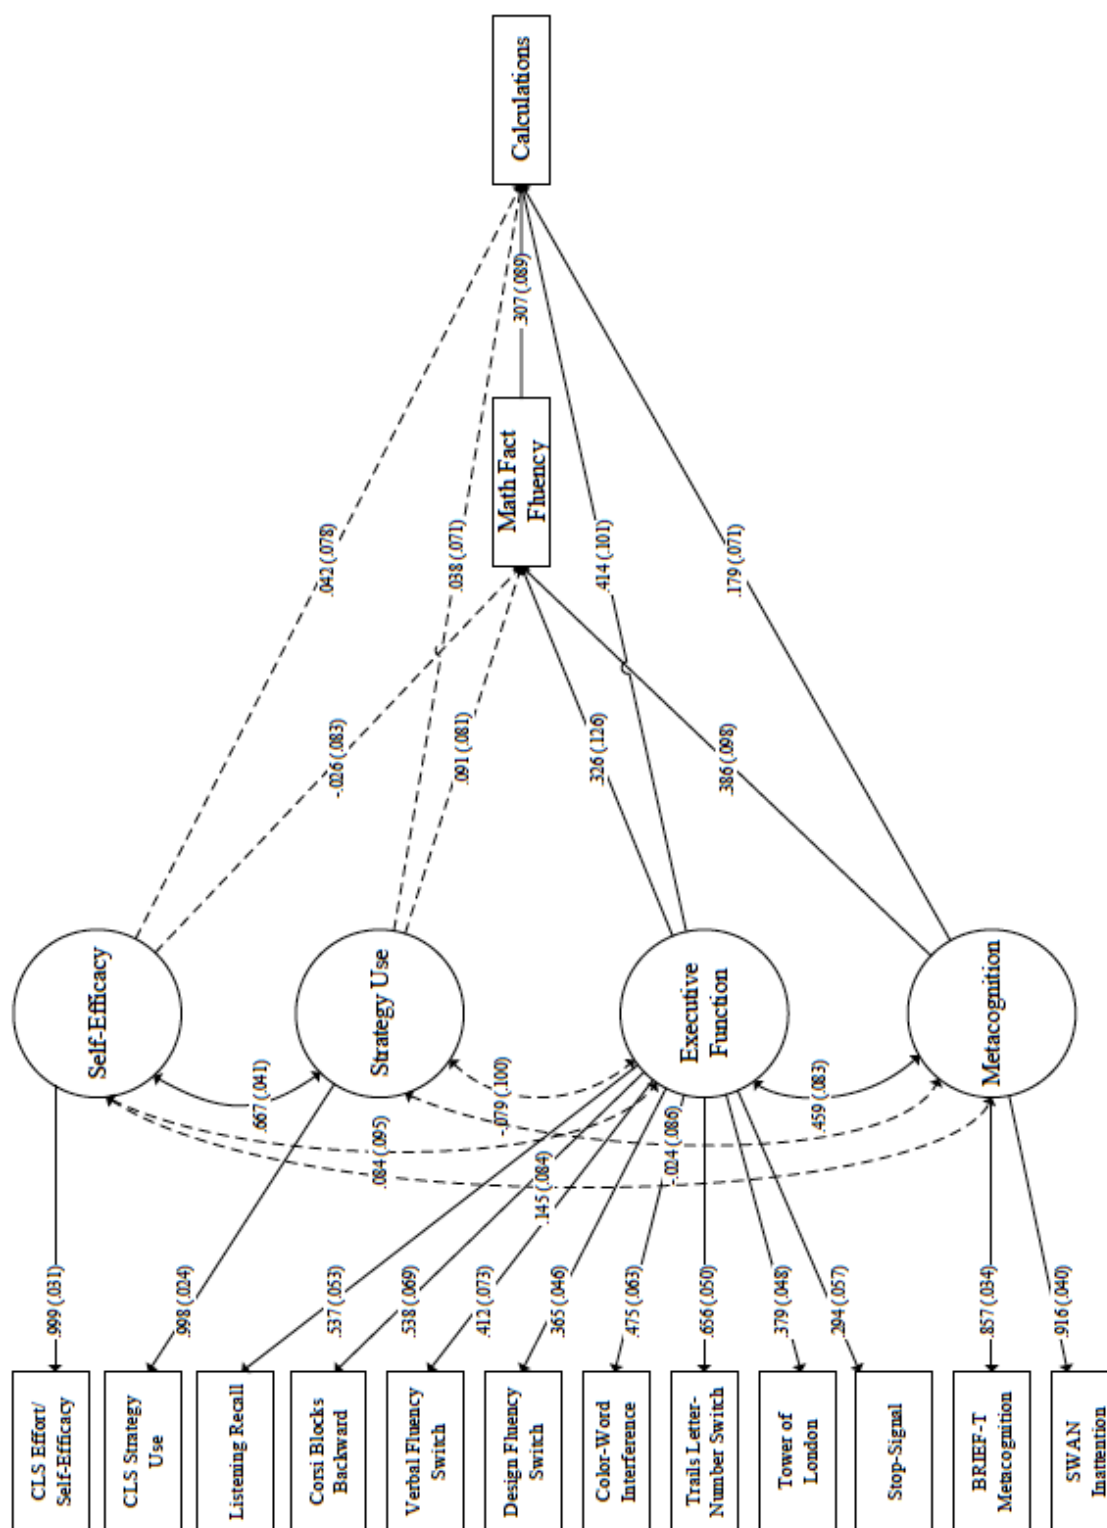 CLS Effort/
Self-Efficacy
CLS Strategy
Use
Listening Recall
Corsi Blocks
Backward
Verbal Fluency
Switch
Design Fluency
Switch
Color-Word
Interference
Trails Letter-
Number Switch
Tower of
London
Stop-Signal
BRIEF-T
Metacognition
SWAN
Inattention
.999 (.031)
.998 (.024)
.537 (.053)
.538 (.069)
.412 (.073)
.365 (.046)
.475 (.063)
.656 (.050)
.379 (.048)
.294 (.057)
.857 (.034)
.916 (.040)
.667 (.041)
.084 (.095)
-.079 (.100)
.145 (.084)
-.024 (.086)
.459 (.083)
Self-Efficacy
Strategy Use
Executive
Function
Metacognition
-.026 (.083)
.091 (.081)
.326 (.126)
.386 (.098)
.042 (.078)
.038 (.071)
.414 (.101)
.179 (.071)
Math Fact
Fluency
.307 (.089)
Calculations